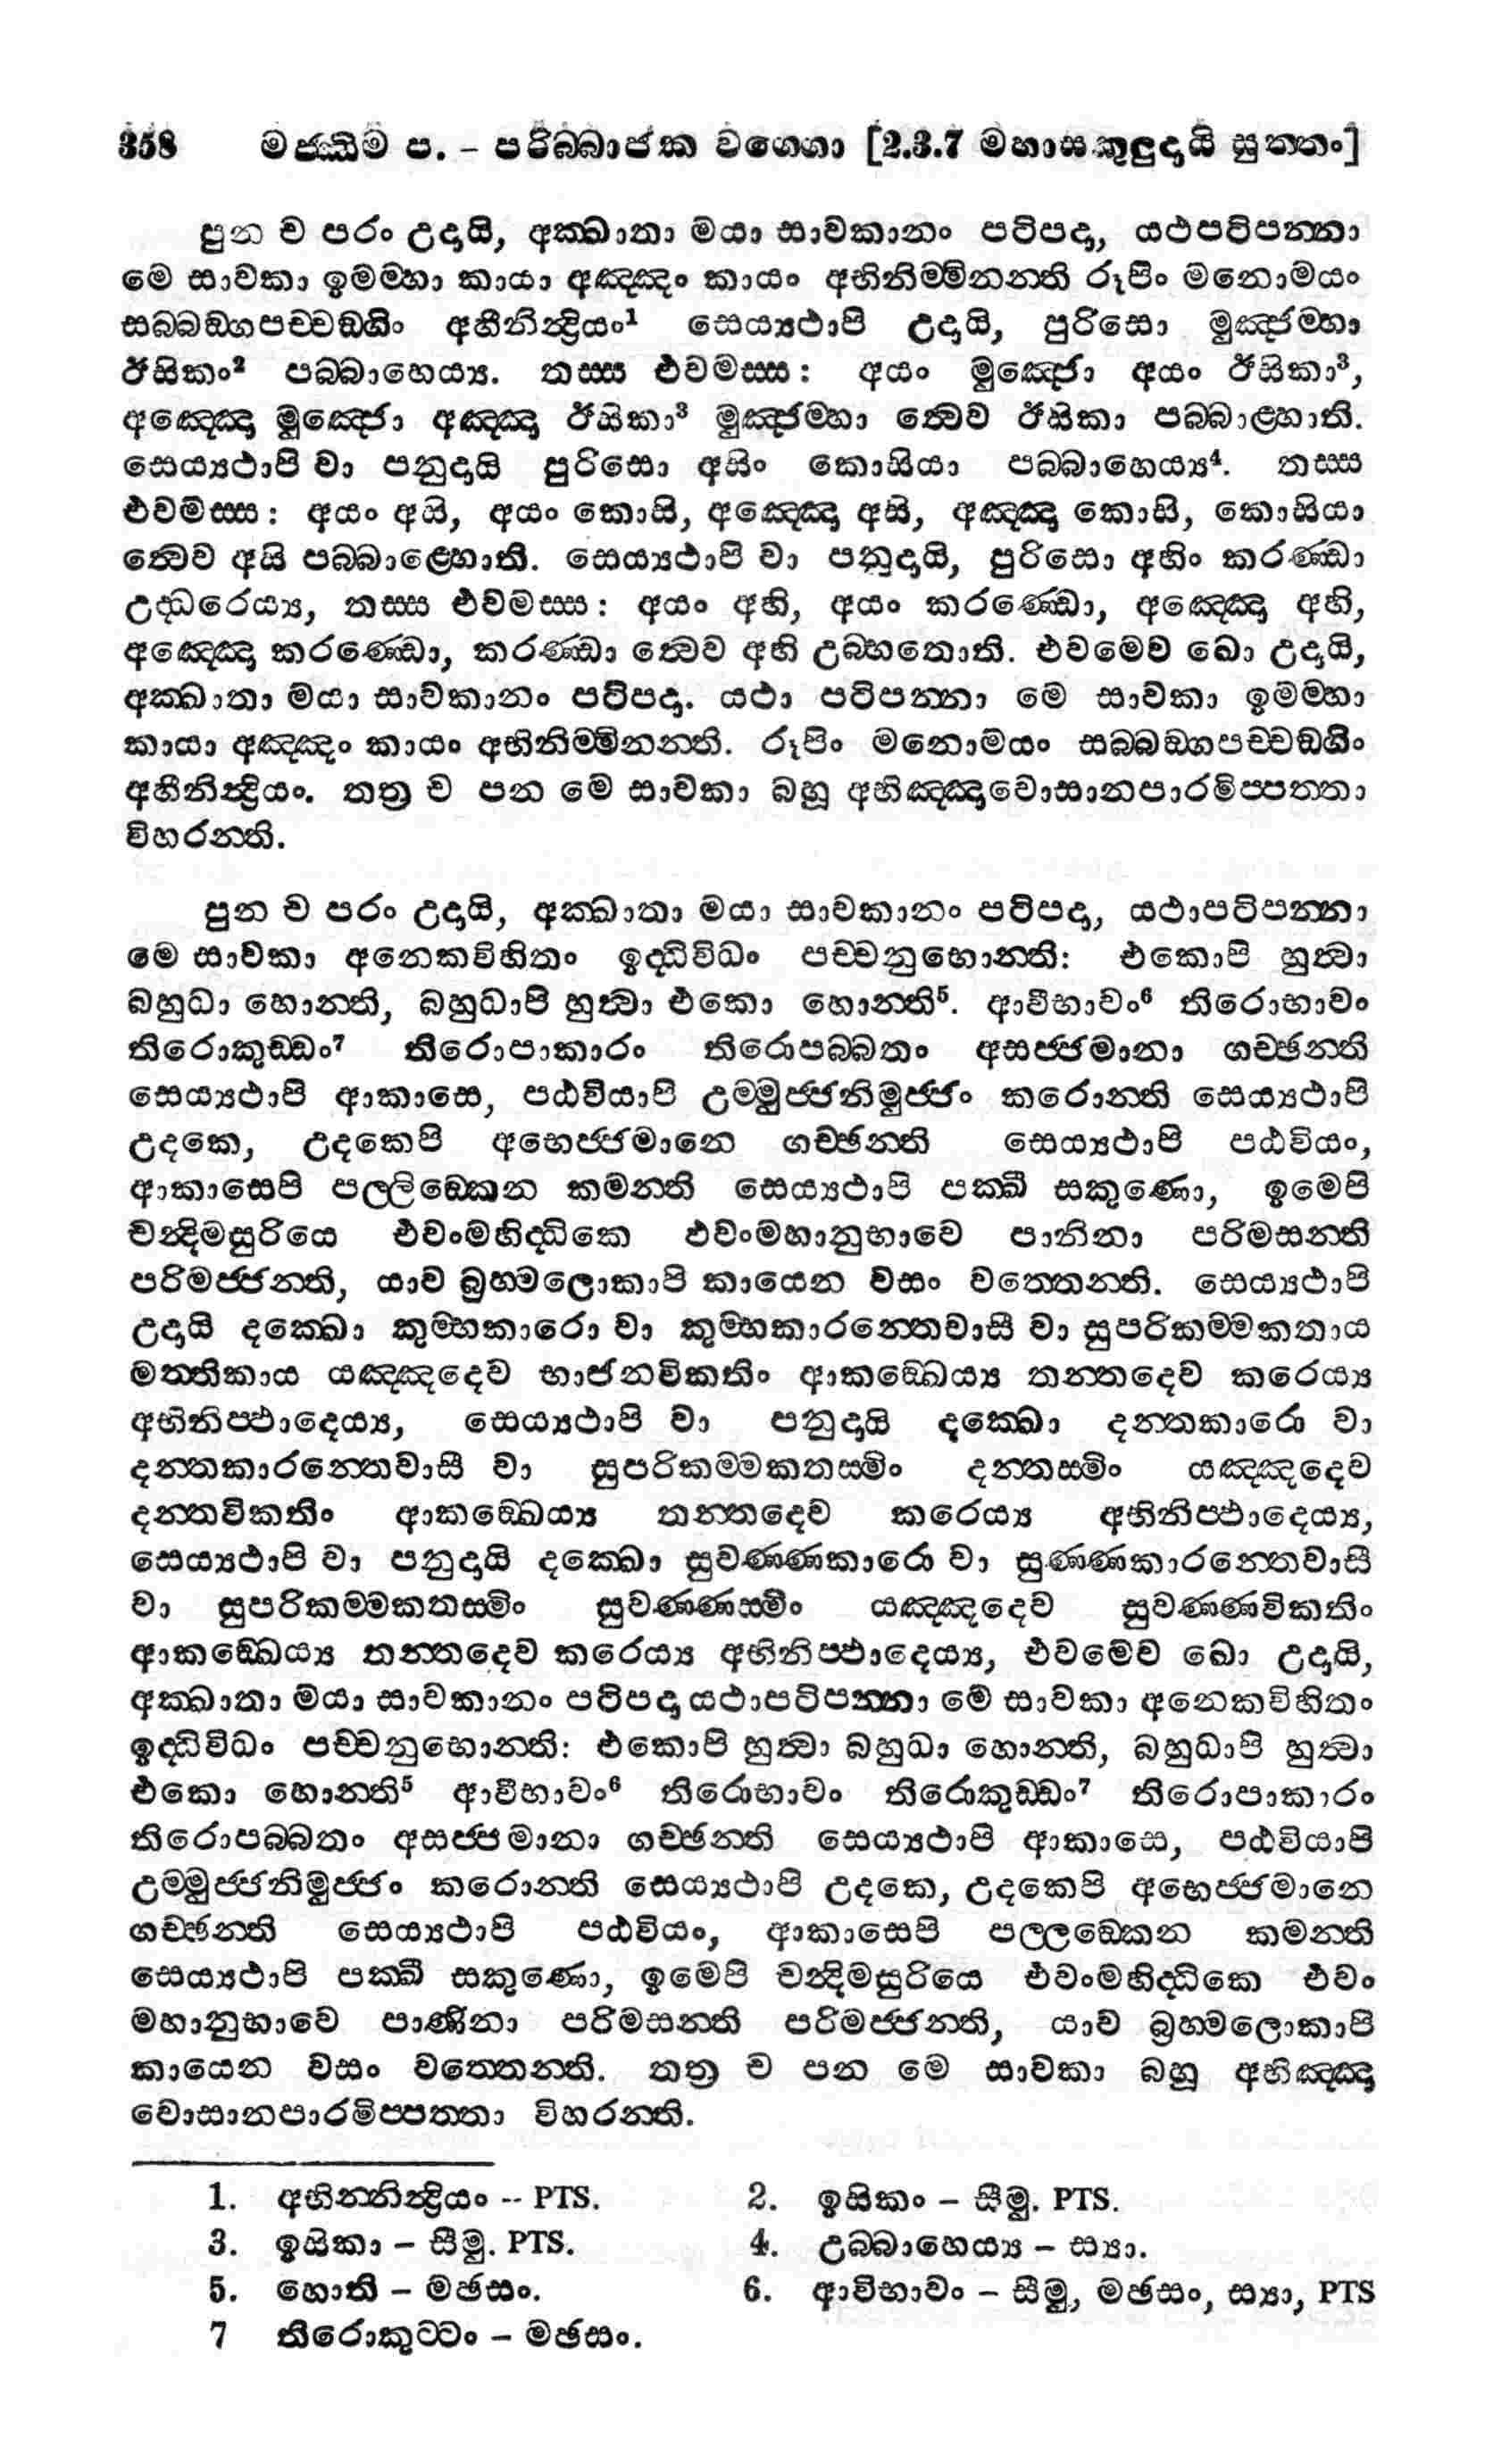 358 මජ්ඣිම ප. – පරිබ්බාජක වග්ගො [2.3.7 මහාසකුලුදායි සුත්තං]
පුන ච පරං උදායි, අක්ඛාතා මයා සාවකානං පටිපදා, යථාපටිපන්නා
මෙ සාවකා ඉමම්හා කායා අඤ්ඤං කායං අභිනිම්මිනන්ති රූපිං මනොමයං
සබ්බඞ්ගපච්චඞ්ගිං අහීනින්ද්‍රියං¹ සෙය්‍යථාපි උදායි, පුරිසො මුඤ්ජම්හා
ඊසිකං² පබ්බාහෙය්‍ය. තස්ස එවමස්ස: අයං මුඤ්ජො අයං ඊසිකා³,
අඤ්ඤො මුඤ්ජො අඤ්ඤා ඊසිකා³ මුඤ්ජම්හා ත්වෙව ඊසිකා පබ්බාළ්හාති.
සෙය්‍යථාපි වා පනුදායි පුරිසො අසිං කොසියා පබ්බාහෙය්‍ය⁴. තස්ස
එවමස්ස: අයං අසි, අයං කොසි, අඤ්ඤො අසි, අඤ්ඤා කොසි, කොසියා
ත්වෙව අසි පබ්බාළ්හොති. සෙය්‍යථාපි වා පනුදායි, පුරිසො අහිං කරණ්ඩා
උද්ධරෙය්‍ය, තස්ස එවමස්ස: අයං අහි, අයං කරණ්ඩො, අඤ්ඤො අහි,
අඤ්ඤො කරණ්ඩො, කරණ්ඩා ත්වෙව අහි උබ්භතොති. එවමෙව ඛො උදායි,
අක්ඛාතා මයා සාවකානං පටිපදා. යථා පටිපන්නා මෙ සාවකා ඉමම්හා
කායා අඤ්ඤං කායං අභිනිම්මිනන්ති. රූපිං මනොමයං සබ්බඞ්ගපච්චඞ්ගිං
අහීනින්ද්‍රියං. තත්‍ර ච පන මෙ සාවකා බහූ අභිඤ්ඤාවොසානපාරමිප්පත්තා
විහරන්ති.
පුන ච පරං උදායි, අක්ඛාතා මයා සාවකානං පටිපදා, යථාපටිපන්නා
මෙ සාවකා අනෙකවිහිතං ඉද්ධිවිධං පච්චනුභොන්ති: එකොපි හුත්වා
බහුධා හොන්ති, බහුධාපි හුත්වා එකො හොන්ති⁵. ආවීභාවං⁶ තිරොභාවං
තිරොකුඩ්ඩං⁷ තිරොපාකාරං තිරොපබ්බතං අසජ්ජමානා ගච්ඡන්ති
සෙය්‍යථාපි ආකාසෙ, පඨවියාපි උම්මුජ්ජනිමුජ්ජං කරොන්ති සෙය්‍යථාපි
උදකෙ, උදකෙපි අභෙජ්ජමානෙ ගච්ඡන්ති සෙය්‍යථාපි පඨවියං,
ආකාසෙපි පල්ලිඞ්කෙන කමන්ති සෙය්‍යථාපි පක්ඛී සකුණො, ඉමෙපි
චන්දිමසුරියෙ එවංමහිද්ධිකෙ එවංමහානුභාවෙ පානිනා පරිමසන්ති
පරිමජ්ජන්ති, යාව බ්‍රහ්මලොකාපි කායෙන වසං වත්තෙන්ති. සෙය්‍යථාපි
උදායි දක්ඛො කුම්භකාරො වා කුම්භකාරන්තෙවාසී වා සුපරිකම්මකතාය
මත්තිකාය යඤ්ඤදෙව භාජනවිකතිං ආකඞ්ඛෙය්‍ය තන්තදෙව කරෙය්‍ය
අභිනිප්ඵාදෙය්‍ය, සෙය්‍යථාපි වා පනුදායි දක්ඛො දන්තකාරො වා
දන්තකාරන්තෙවාසී වා සුපරිකම්මකතස්මිං දන්තස්මිං යඤ්ඤදෙව
දන්තවිකතිං ආකඞ්ඛෙය්‍ය තන්තදෙව කරෙය්‍ය අභිනිප්ඵාදෙය්‍ය,
සෙය්‍යථාපි වා පනුදායි දක්ඛො සුවණ්ණකාරො වා සුණ්ණකාරන්තෙවාසී
වා සුපරිකම්මකතස්මිං සුවණ්ණස්මිං යඤ්ඤදෙව සුවණ්ණවිකතිං
ආකඞ්ඛෙය්‍ය තන්තදෙව කරෙය්‍ය අභිනිප්ඵාදෙය්‍ය, එවමෙව ඛො උදායි,
අක්ඛාතා මයා සාවකානං පටිපදා යථාපටිපන්නා මෙ සාවකා අනෙකවිහිතං
ඉද්ධිවිධං පච්චනුභොන්ති: එකොපි හුත්වා බහුධා හොන්ති, බහුධාපි හුත්වා
එකො හොන්ති⁵ ආවීභාවං⁶ තිරොභාවං තිරොකුඩ්ඩං⁷ තිරොපාකාරං
තිරොපබ්බතං අසජ්ජමානා ගච්ඡන්ති සෙය්‍යථාපි ආකාසෙ, පඨවියාපි
උම්මුජ්ජනිමුජ්ජං කරොන්ති සෙය්‍යථාපි උදකෙ, උදකෙපි අභෙජ්ජමානෙ
ගච්ඡන්ති සෙය්‍යථාපි පඨවියං, ආකාසෙපි පල්ලඞ්කෙන කමන්ති
සෙය්‍යථාපි පක්ඛී සකුණො, ඉමෙපි චන්දිමසුරියෙ එවංමහිද්ධිකෙ එවං
මහානුභාවෙ පාණිනා පරිමසන්ති පරිමජ්ජන්ති, යාව බ්‍රහ්මලොකාපි
කායෙන වසං වත්තෙන්ති. තත්‍ර ච පන මෙ සාවකා බහූ අභිඤ්ඤා
වොසානපාරමිප්පත්තා විහරන්ති.
1. අභින්නින්ද්‍රියං -- PTS. 2. ඉසිකං – සීමු. PTS.
3. ඉසිකා – සීමු. PTS. 4. උබ්බාහෙය්‍ය – ස්‍යා.
5. හොති – මඡසං. 6. ආවිභාවං – සීමු, මඡසං, ස්‍යා, PTS
7 තිරොකුට්ටං – මඡසං.